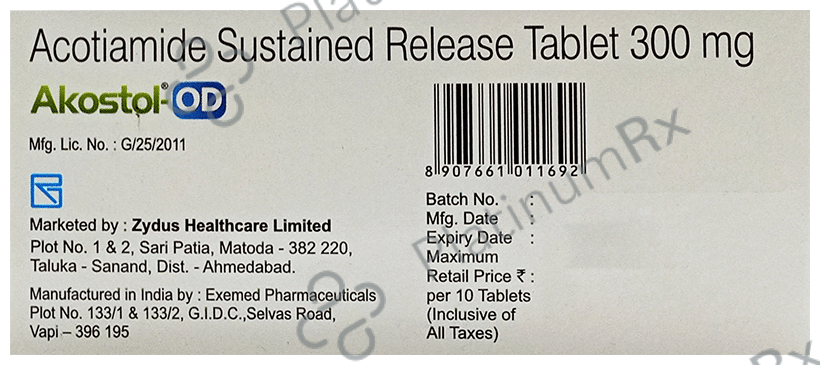 Acotiamide Sustained Release Tablet 300 mg
Akostol®-OD
Mfg. Lic. No. : G/25/2011
Marketed by : Zydus Healthcare Limited
Plot No. 1 & 2, Sari Patia, Matoda - 382 220,
Taluka - Sanand, Dist. - Ahmedabad.
Manufactured in India by : Exemed Pharmaceuticals
Plot No. 133/1 & 133/2, G.I.D.C.,Selvas Road,
Vapi – 396 195
8 907661 011692
Batch No. :
Mfg. Date :
Expiry Date :
Maximum
Retail Price ₹ :
per 10 Tablets
(Inclusive of
All Taxes)
PlatinumRx
PlatinumRx
PlatinumRx